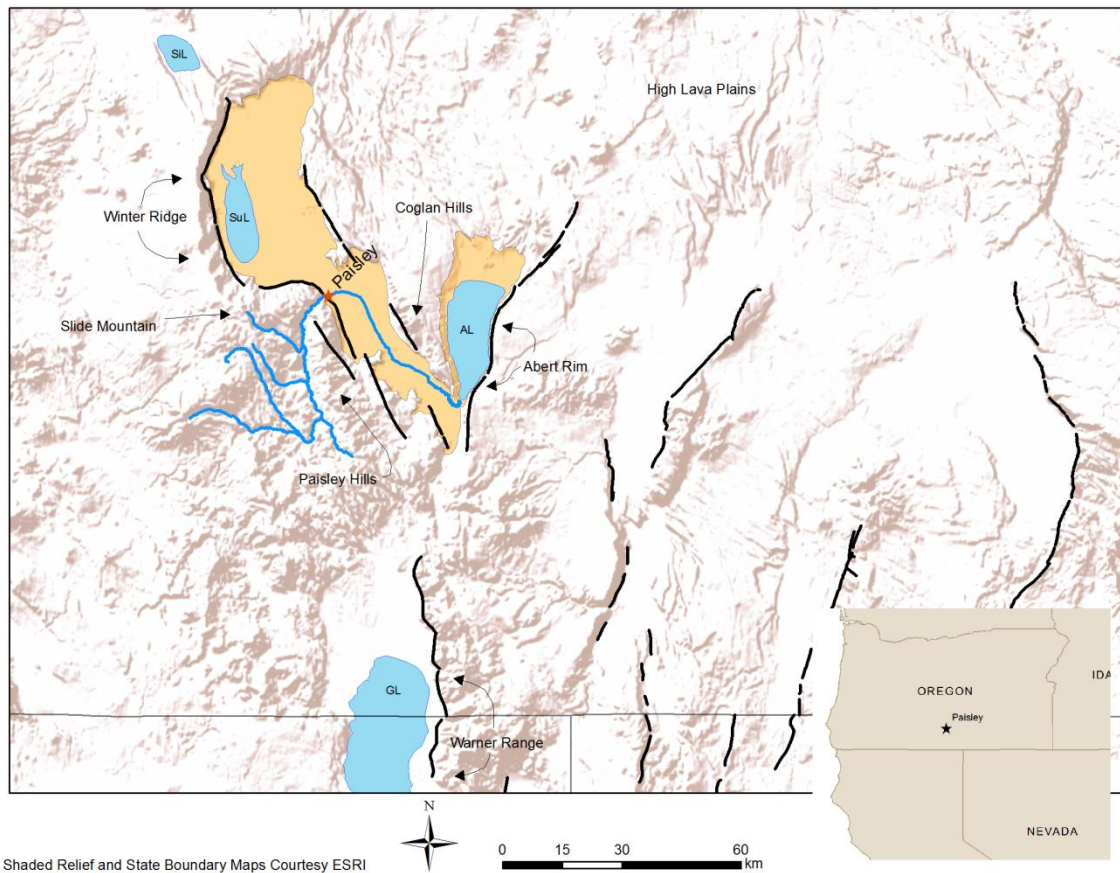 SiL
High Lava Plains
Winter Ridge
SuL
Coglan Hills
Paisley
Slide Mountain
AL
Abert Rim
Paisley Hills
GL
Warner Range
OREGON
IDA
Paisley
NEVADA
N
0 15 30 60
km
Shaded Relief and State Boundary Maps Courtesy ESRI